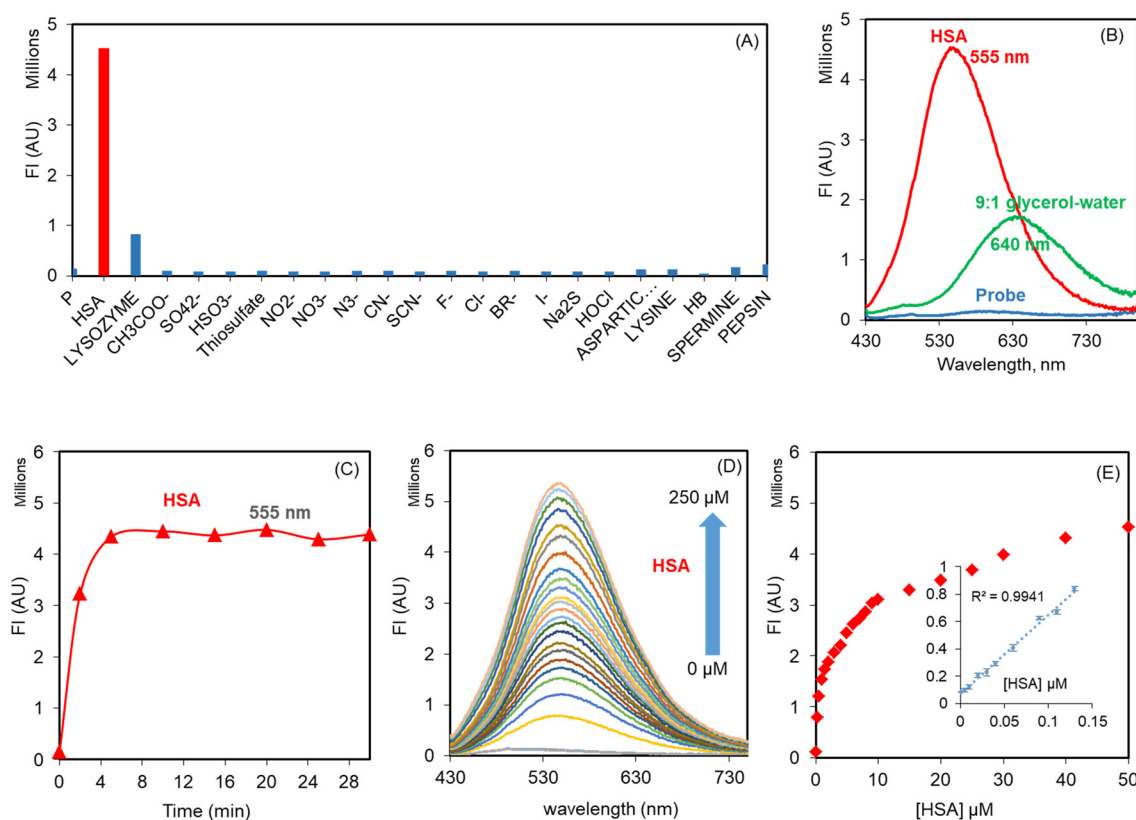 (A)
Millions
FI (AU)
5
4
3
2
1
0
P
HSA
LYSOZYME
CH3COO-
SO42-
HSO3-
Thiosulfate
NO2-
NO3-
N3-
CN-
SCN-
F-
Cl-
BR-
I-
Na2S
HOCl
ASPARTIC…
LYSINE
HB
SPERMINE
PEPSIN
(B)
Millions
FI (AU)
5
4
3
2
1
0
HSA
555 nm
9:1 glycerol-water
640 nm
Probe
430 530 630 730
Wavelength, nm
(C)
Millions
FI (AU)
6
5
4
3
2
1
0
HSA
555 nm
0 4 8 12 16 20 24 28
Time (min)
(D)
Millions
FI (AU)
6
5
4
3
2
1
0
250 µM
HSA
0 µM
430 530 630 730
wavelength (nm)
(E)
Millions
FI (AU)
6
5
4
3
2
1
0
1
0.8
0.6
0.4
0.2
0
R² = 0.9941
[HSA] µM
0 0.05 0.1 0.15
0 10 20 30 40 50
[HSA] µM